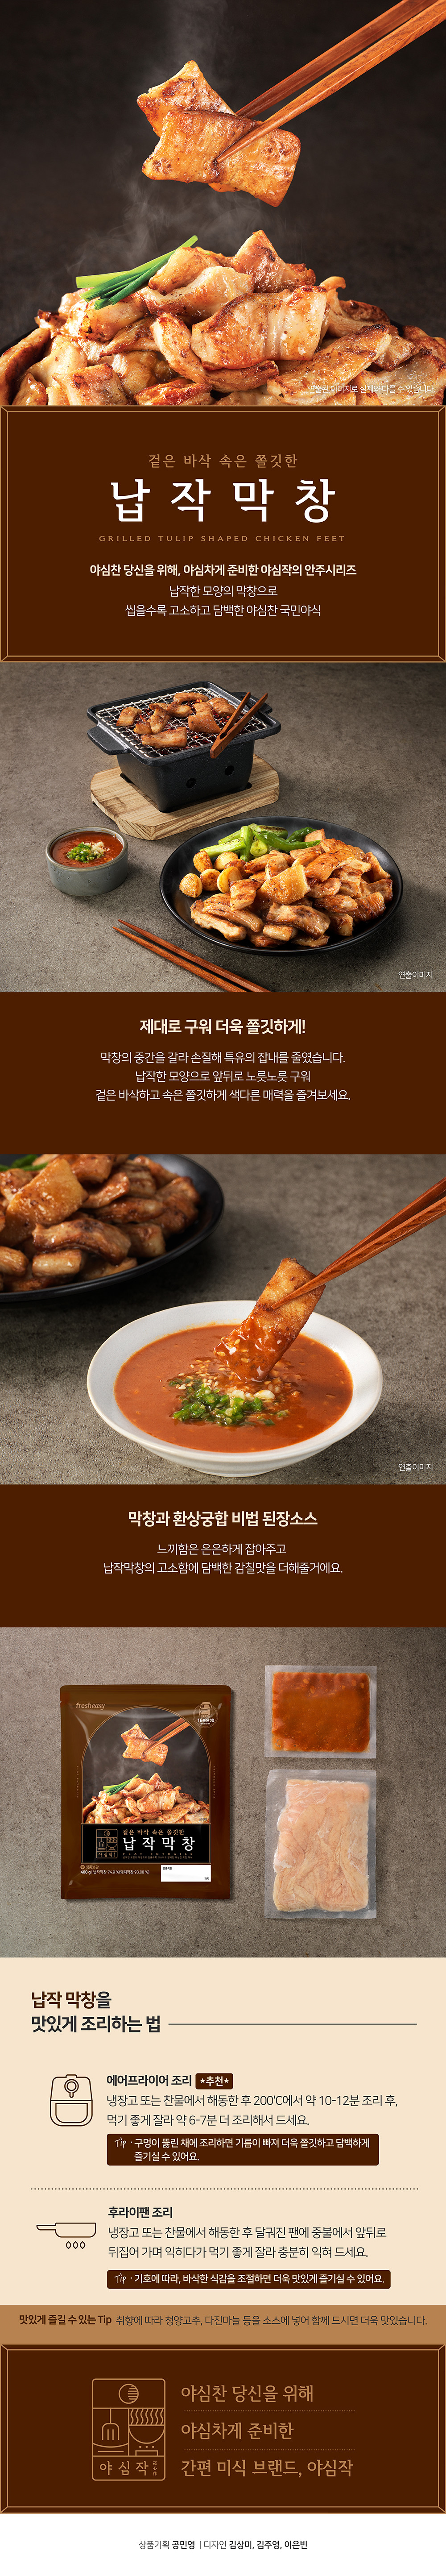 연출된 이미지로 실제와 다를 수 있습니다
겉은 바삭 속은 쫄깃한
납작막창
GRILLED TULIP SHAPED CHICKEN FEET
야심찬 당신을 위해, 야심차게 준비한 야심작의 안주시리즈
납작한 모양의 막창으로
씹을수록 고소하고 담백한 야심찬 국민야식
연출이미지
제대로 구워 더욱 쫄깃하게!
막창의 중간을 갈라 손질해 특유의 잡내를 줄였습니다.
납작한 모양으로 앞뒤로 노릇노릇 구워
겉은 바삭하고 속은 쫄깃하게 색다른 매력을 즐겨보세요.
연출이미지
막창과 환상궁합 비법 된장소스
느끼함은 은은하게 잡아주고
납작막창의 고소함에 담백한 감칠맛을 더해줄거에요.
fresheasy
겉은 바삭 속은 쫄깃한
납작막창
야심작
납작 막창을
맛있게 조리하는 법
에어프라이어 조리 *추천*
냉장고 또는 찬물에서 해동한 후 200'C에서 약 10-12분 조리 후,
먹기 좋게 잘라 약 6-7분 더 조리해서 드세요.
Tip · 구멍이 뚫린 채에 조리하면 기름이 빠져 더욱 쫄깃하고 담백하게
즐기실 수 있어요.
후라이팬 조리
냉장고 또는 찬물에서 해동한 후 달궈진 팬에 중불에서 앞뒤로
뒤집어 가며 익히다가 먹기 좋게 잘라 충분히 익혀 드세요.
Tip · 기호에 따라, 바삭한 식감을 조절하면 더욱 맛있게 즐기실 수 있어요.
맛있게 즐길 수 있는 Tip 취향에 따라 청양고추, 다진마늘 등을 소스에 넣어 함께 드시면 더욱 맛있습니다.
야심찬 당신을 위해
야심차게 준비한
간편 미식 브랜드, 야심작
야심작
상품기획 공민영 | 디자인 김상미, 김주영, 이은빈